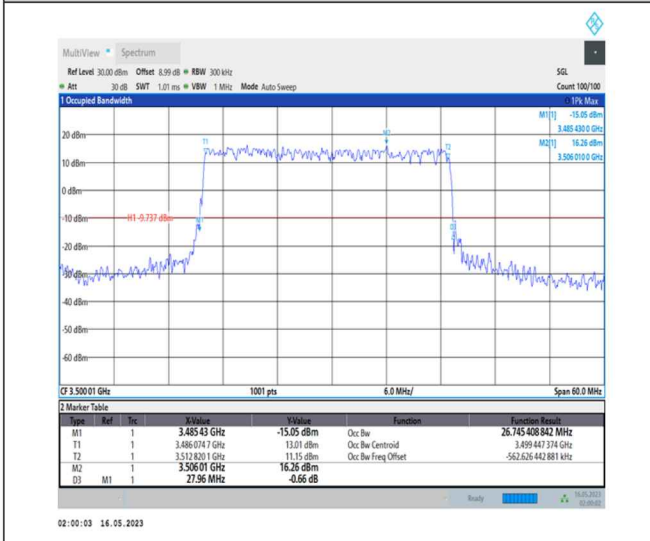 MultiView Spectrum
Ref Level 30.00 dBm Offset 8.99 dB RBW 300 kHz SGL
Att 30 dB SWT 1.01 ms VBW 1 MHz Mode Auto Sweep Count 100/100
1 Occupied Bandwidth 1Pk Max
M1[1] -15.05 dBm
3.485 430 0 GHz
M2[1] 16.26 dBm
3.506 010 0 GHz
20 dBm
T1
M2
T2
10 dBm
0 dBm
-10 dBm
H1 -9.737 dBm
M1
D3
-20 dBm
-30 dBm
-40 dBm
-50 dBm
-60 dBm
CF 3.500 01 GHz 1001 pts 6.0 MHz/ Span 60.0 MHz
2 Marker Table
Type Ref Trc X-Value Y-Value Function Function Result
M1 1 3.485 43 GHz -15.05 dBm Occ Bw 26.745 408 842 MHz
T1 1 3.486 074 7 GHz 13.01 dBm Occ Bw Centroid 3.499 447 374 GHz
T2 1 3.512 820 1 GHz 11.15 dBm Occ Bw Freq Offset -562.626 442 881 kHz
M2 1 3.506 01 GHz 16.26 dBm
D3 M1 1 27.96 MHz -0.66 dB
Ready 16.05.2023
02:00:02
02:00:03 16.05.2023